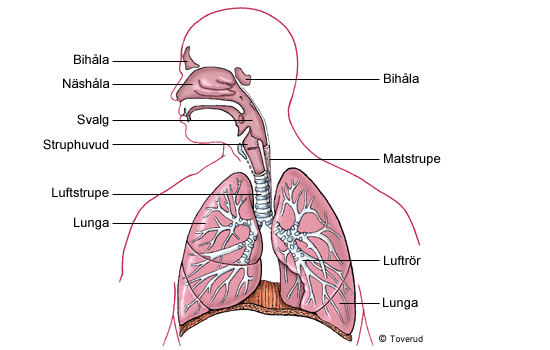 Bihåla
Näshåla
Svalg
Struphuvud
Luftstrupe
Lunga
Bihåla
Matstrupe
Luftrör
Lunga
© Toverud